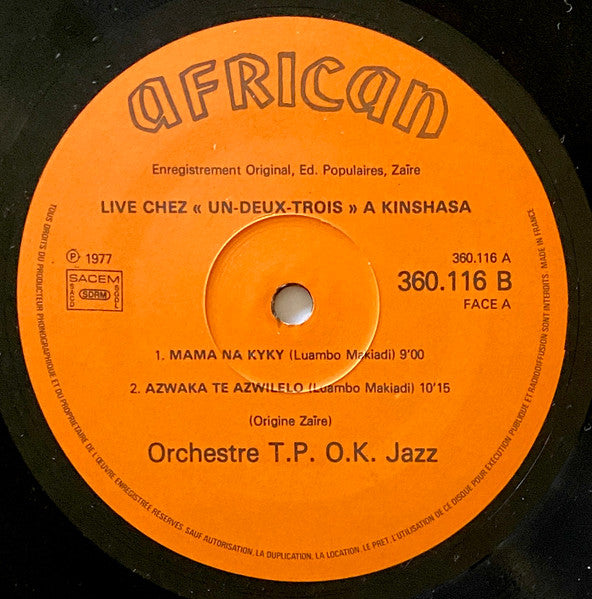 african
Enregistrement Original, Ed. Populaires, Zaïre
LIVE CHEZ « UN-DEUX-TROIS » A KINSHASA
℗ 1977
SACEM
SACD
SDRM
SGDL
360.116 A
360.116 B
FACE A
1. MAMA NA KYKY (Luambo Makiadi) 9'00
2. AZWAKA TE AZWILELO (Luambo Makiadi) 10'15
(Origine Zaïre)
Orchestre T.P. O.K. Jazz
TOUS DROITS DU PRODUCTEUR PHONOGRAPHIQUE ET DU PROPRIETAIRE DE L'ŒUVRE ENREGISTREE RESERVES. SAUF AUTORISATION, LA DUPLICATION, LA LOCATION, LE PRET, L'UTILISATION DE CE DISQUE POUR EXECUTION PUBLIQUE ET RADIODIFFUSION SONT INTERDITS. MADE IN FRANCE